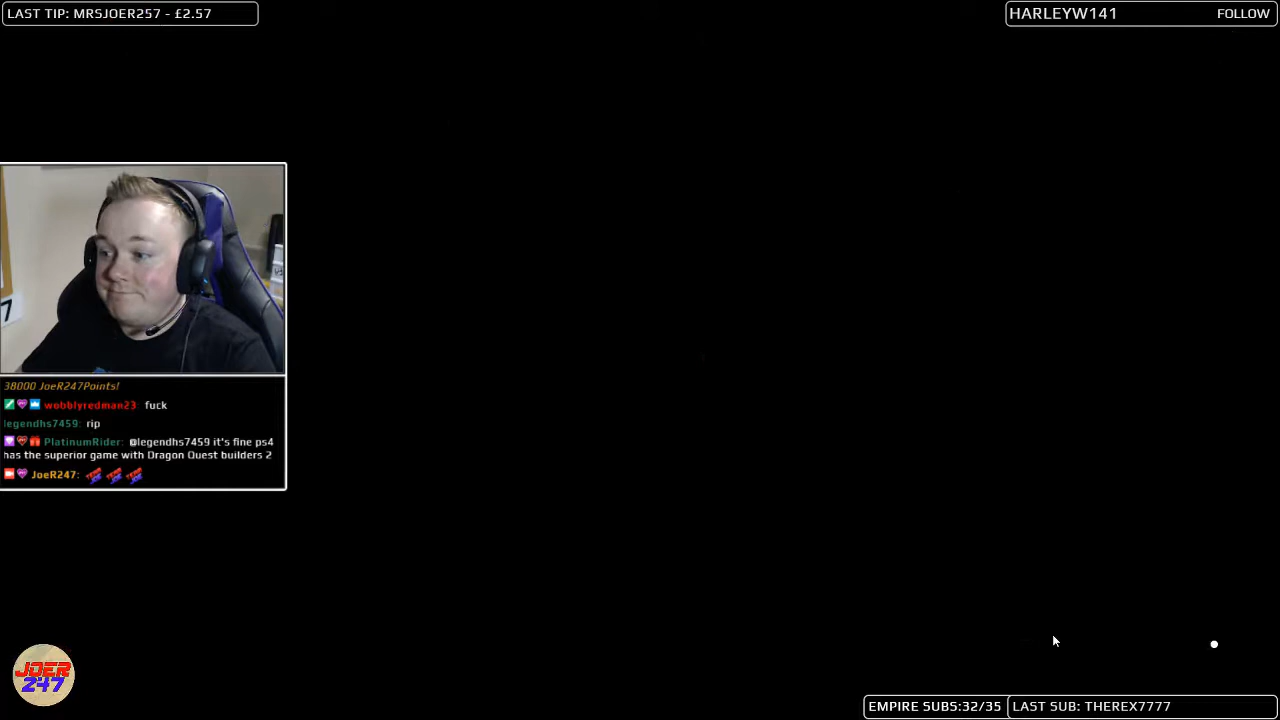 LAST TIP: MRSJOER257 - £2.57
HARLEYW141 FOLLOW
7
38000 JoeR247Points!
wobblyredman23 fuck
legendhs7459: rip
PlatinumRider: @legendhs7459 it's fine ps4
has the superior game with Dragon Quest builders 2
JoeR247:
JOER
247
EMPIRE SUBS:32/35 LAST SUB: THEREX7777